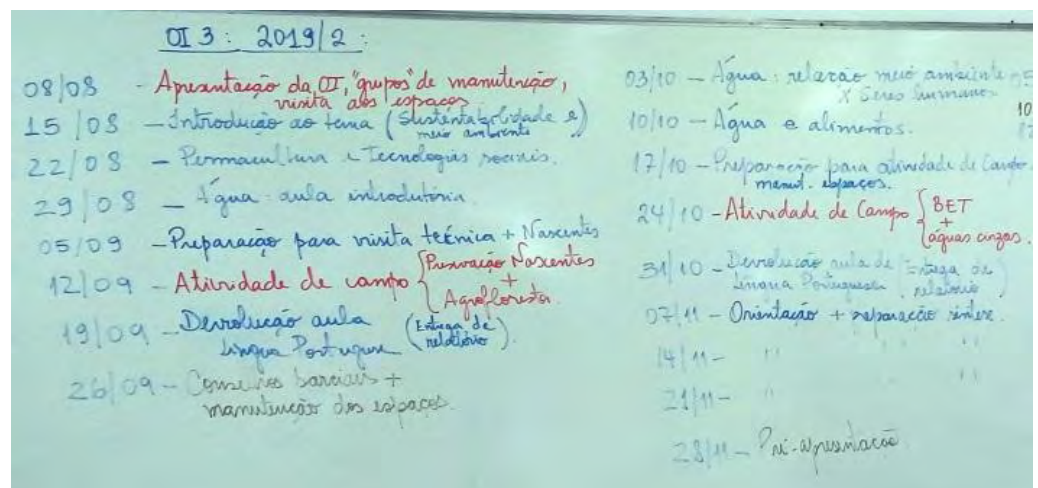 OI 3 : 2019/2 :
08/08 - Apresentação da OI, "grupos" de manutenção,
visita aos espaços
15/08 - Introdução ao tema (Sustentabilidade e
meio ambiente)
22/08 - Permacultura e Tecnologias sociais.
29/08 - Água: aula introdutória
05/09 - Preparação para visita técnica + Nascentes
12/09 - Atividade de campo { Preservação Nascentes
+
Agrofloresta.
19/09 - Devolução aula (Entrega de
Língua Portuguesa relatório).
26/09 - Conselhos parciais +
manutenção dos espaços.
03/10 - Água: relação meio ambiente
X Seres humanos
10/10 - Água e alimentos.
17/10 - Preparação para atividade de Campo.
manut. espaços.
24/10 - Atividade de Campo { BET
+
águas cinzas.
31/10 - Devolução aula de (Entrega de
Língua Portuguesa relatório)
07/11 - Orientação + preparação síntese.
14/11 - " " "
21/11 - " "
28/11 - Pré-apresentação